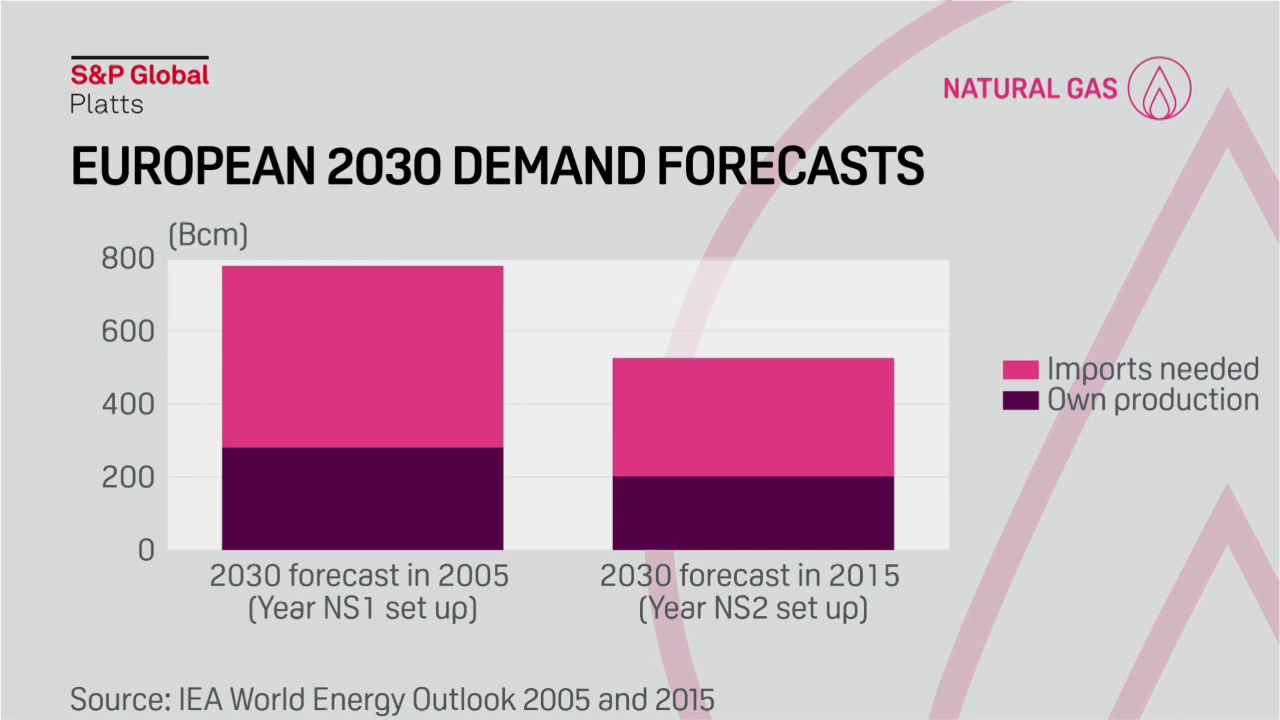 S&P Global
Platts
NATURAL GAS
EUROPEAN 2030 DEMAND FORECASTS
(Bcm)
800
600
400
200
0
Imports needed
Own production
2030 forecast in 2005
(Year NS1 set up)
2030 forecast in 2015
(Year NS2 set up)
Source: IEA World Energy Outlook 2005 and 2015